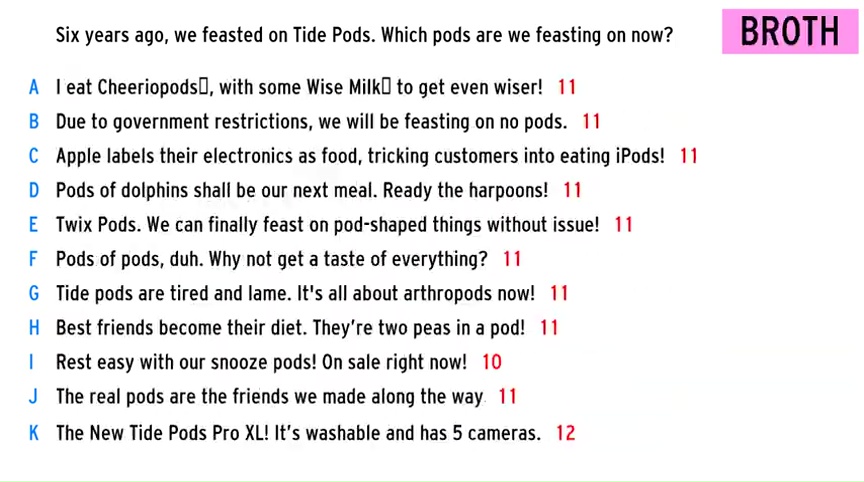 Six years ago, we feasted on Tide Pods. Which pods are we feasting on now?
BROTH
A I eat Cheeriopods▯, with some Wise Milk▯ to get even wiser! 11
B Due to government restrictions, we will be feasting on no pods. 11
C Apple labels their electronics as food, tricking customers into eating iPods! 11
D Pods of dolphins shall be our next meal. Ready the harpoons! 11
E Twix Pods. We can finally feast on pod-shaped things without issue! 11
F Pods of pods, duh. Why not get a taste of everything? 11
G Tide pods are tired and lame. It's all about arthropods now! 11
H Best friends become their diet. They're two peas in a pod! 11
I Rest easy with our snooze pods! On sale right now! 10
J The real pods are the friends we made along the way 11
K The New Tide Pods Pro XL! It's washable and has 5 cameras. 12